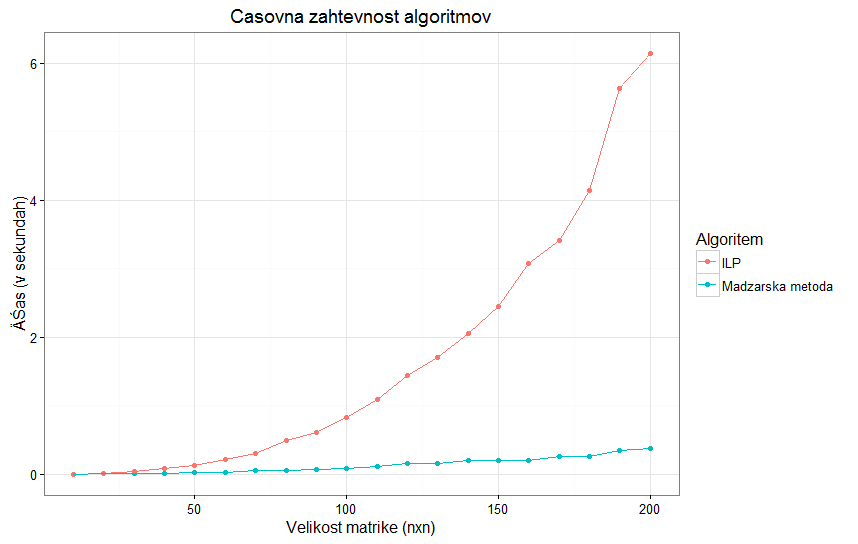 Casovna zahtevnost algoritmov
ÄŚas (v sekundah)
6
4
2
0
50
100
150
200
Velikost matrike (nxn)
Algoritem
ILP
Madzarska metoda